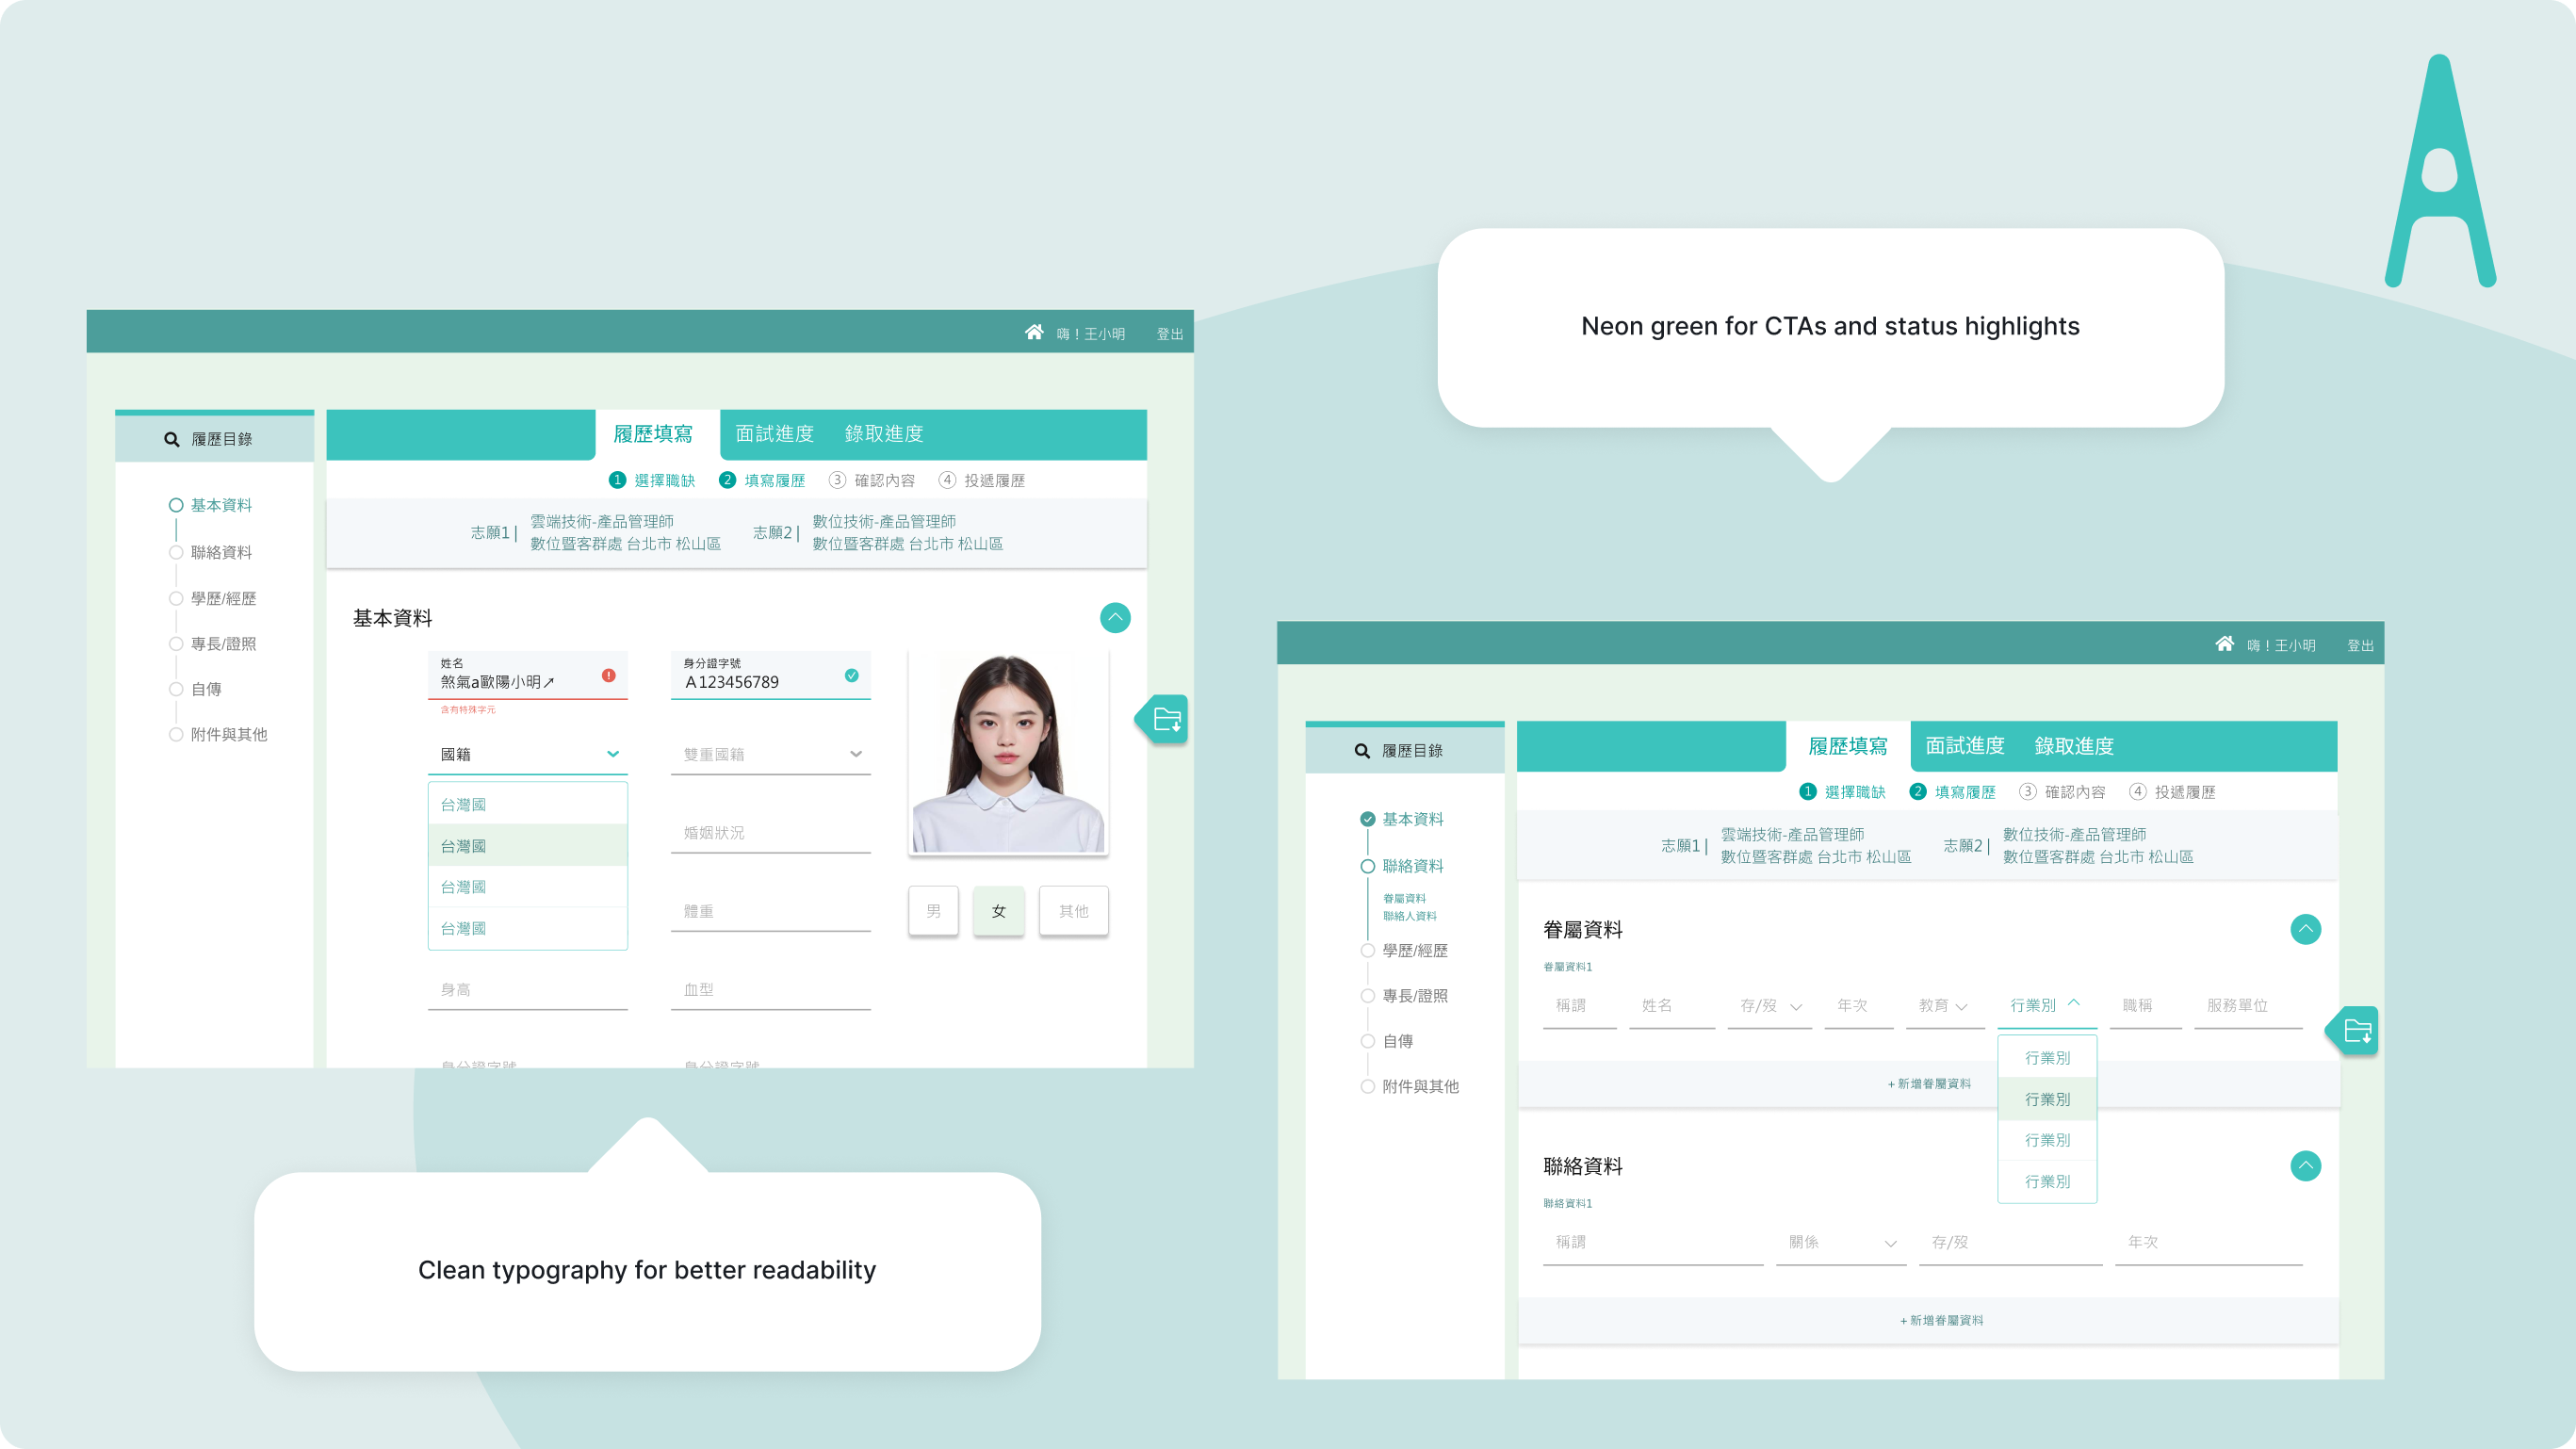 Neon green for CTAs and status highlights
嗨！王小明 登出
履歷目錄
履歷填寫 面試進度 錄取進度
1 選擇職缺 2 填寫履歷 3 確認內容 4 投遞履歷
基本資料
聯絡資料
學歷/經歷
專長/證照
自傳
附件與其他
志願1 |
雲端技術-產品管理師
數位暨客群處 台北市 松山區
志願2 |
數位技術-產品管理師
數位暨客群處 台北市 松山區
基本資料
姓名
煞氣a歐陽小明↗
含有特殊字元
身分證字號
A123456789
國籍
雙重國籍
台灣國
台灣國
台灣國
台灣國
婚姻狀況
體重
男 女 其他
身高
血型
身分證字號
身分證字號
Clean typography for better readability
嗨！王小明 登出
履歷目錄
履歷填寫 面試進度 錄取進度
1 選擇職缺 2 填寫履歷 3 確認內容 4 投遞履歷
基本資料
聯絡資料
眷屬資料
聯絡人資料
學歷/經歷
專長/證照
自傳
附件與其他
志願1 |
雲端技術-產品管理師
數位暨客群處 台北市 松山區
志願2 |
數位技術-產品管理師
數位暨客群處 台北市 松山區
眷屬資料
眷屬資料1
稱謂 姓名 存/歿 年次 教育 行業別 職稱 服務單位
行業別
行業別
行業別
行業別
+ 新增眷屬資料
聯絡資料
聯絡資料1
稱謂 關係 存/歿 年次
+ 新增眷屬資料